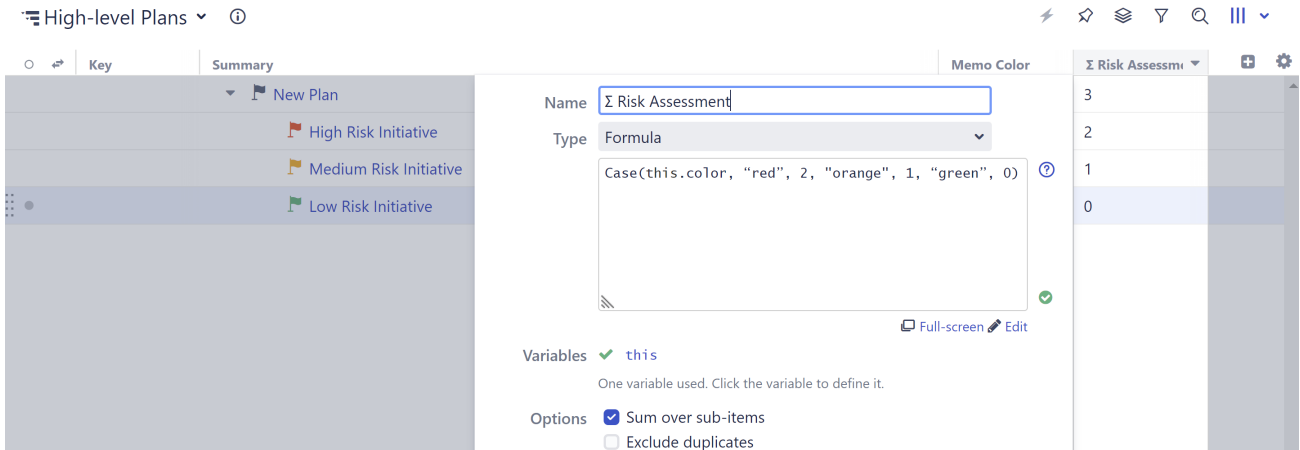 High-level Plans
Key Summary Memo Color Σ Risk Assessm
New Plan 3
High Risk Initiative 2
Medium Risk Initiative 1
Low Risk Initiative 0
Name Σ Risk Assessment
Type Formula
Case(this.color, “red”, 2, "orange", 1, “green”, 0)
Full-screen Edit
Variables this
One variable used. Click the variable to define it.
Options Sum over sub-items
Exclude duplicates